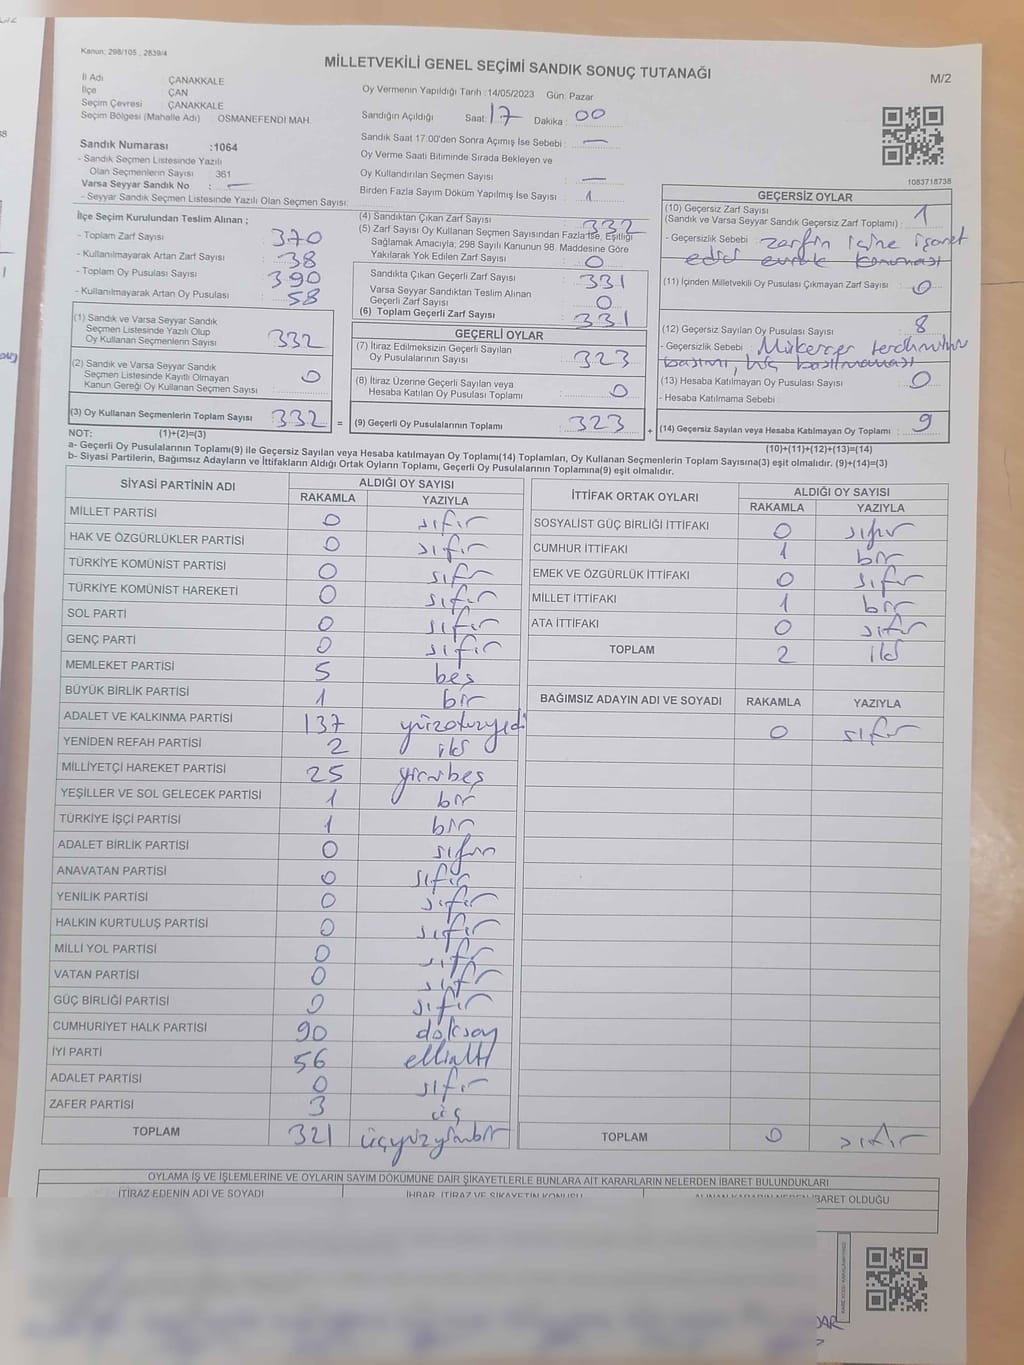 Kanun: 298/105 , 2839/4
MİLLETVEKİLİ GENEL SEÇİMİ SANDIK SONUÇ TUTANAĞI
M/2
İl Adı : ÇANAKKALE
İlçe : ÇAN
Seçim Çevresi : ÇANAKKALE
Seçim Bölgesi (Mahalle Adı) OSMANEFENDİ MAH.
Sandık Numarası :1064
- Sandık Seçmen Listesinde Yazılı
Olan Seçmenlerin Sayısı : 361
Varsa Seyyar Sandık No : —
- Seyyar Sandık Seçmen Listesinde Yazılı Olan Seçmen Sayısı:
Oy Vermenin Yapıldığı Tarih :14/05/2023 Gün: Pazar
Sandığın Açıldığı Saat: 17 Dakika : 00
Sandık Saat 17:00'den Sonra Açımış İse Sebebi : —
Oy Verme Saati Bitiminde Sırada Bekleyen ve
Oy Kullandırılan Seçmen Sayısı : —
Birden Fazla Sayım Döküm Yapılmış İse Sayısı : 1
1083718738
İlçe Seçim Kurulundan Teslim Alınan ;
- Toplam Zarf Sayısı : 370
- Kullanılmayarak Artan Zarf Sayısı : 38
- Toplam Oy Pusulası Sayısı : 390
- Kullanılmayarak Artan Oy Pusulası : 58
(1) Sandık ve Varsa Seyyar Sandık
Seçmen Listesinde Yazılı Olup
Oy Kullanan Seçmenlerin Sayısı : 332
(2) Sandık ve Varsa Seyyar Sandık
Seçmen Listesinde Kayıtlı Olmayan
Kanun Gereği Oy Kullanan Seçmen Sayısı : 0
(3) Oy Kullanan Seçmenlerin Toplam Sayısı : 332
(4) Sandıktan Çıkan Zarf Sayısı : 332
(5) Zarf Sayısı Oy Kullanan Seçmen Sayısından Fazla İse, Eşitliği
Sağlamak Amacıyla; 298 Sayılı Kanunun 98. Maddesine Göre
Yakılarak Yok Edilen Zarf Sayısı : 0
Sandıkta Çıkan Geçerli Zarf Sayısı : 331
Varsa Seyyar Sandıktan Teslim Alınan
Geçerli Zarf Sayısı : 0
(6) Toplam Geçerli Zarf Sayısı : 331
GEÇERLİ OYLAR
(7) İtiraz Edilmeksizin Geçerli Sayılan
Oy Pusulalarının Sayısı : 323
(8) İtiraz Üzerine Geçerli Sayılan veya
Hesaba Katılan Oy Pusulası Toplamı : 0
= (9) Geçerli Oy Pusulalarının Toplamı : 323
GEÇERSİZ OYLAR
(10) Geçersiz Zarf Sayısı : 1
(Sandık ve Varsa Seyyar Sandık Geçersiz Zarf Toplamı)
- Geçersizlik Sebebi : zarfın içine işaret
edici evrak konması
(11) İçinden Milletvekili Oy Pusulası Çıkmayan Zarf Sayısı : 0
(12) Geçersiz Sayılan Oy Pusulası Sayısı : 8
- Geçersizlik Sebebi : Mükerrer
basımı, hiç basılmaması
(13) Hesaba Katılmayan Oy Pusulası Sayısı : 0
- Hesaba Katılmama Sebebi :
+ (14) Geçersiz Sayılan veya Hesaba Katılmayan Oy Toplamı : 9
NOT: (1)+(2)=(3) (10)+(11)+(12)+(13)=(14)
a- Geçerli Oy Pusulalarının Toplamı(9) ile Geçersiz Sayılan veya Hesaba katılmayan Oy Toplamı(14) Toplamları, Oy Kullanan Seçmenlerin Toplam Sayısına(3) eşit olmalıdır. (9)+(14)=(3)
b- Siyasi Partilerin, Bağımsız Adayların ve İttifakların Aldığı Ortak Oyların Toplamı, Geçerli Oy Pusulalarının Toplamına(9) eşit olmalıdır.
SİYASİ PARTİNİN ADI ALDIĞI OY SAYISI
RAKAMLA YAZIYLA
MİLLET PARTİSİ 0 sıfır
HAK VE ÖZGÜRLÜKLER PARTİSİ 0 sıfır
TÜRKİYE KOMÜNİST PARTİSİ 0 sıfır
TÜRKİYE KOMÜNİST HAREKETİ 0 sıfır
SOL PARTİ 0 sıfır
GENÇ PARTİ 0 sıfır
MEMLEKET PARTİSİ 5 beş
BÜYÜK BİRLİK PARTİSİ 1 bir
ADALET VE KALKINMA PARTİSİ 137 yüzotuzyedi
YENİDEN REFAH PARTİSİ 2 iki
MİLLİYETÇİ HAREKET PARTİSİ 25 yirmibeş
YEŞİLLER VE SOL GELECEK PARTİSİ 1 bir
TÜRKİYE İŞÇİ PARTİSİ 1 bir
ADALET BİRLİK PARTİSİ 0 sıfır
ANAVATAN PARTİSİ 0 sıfır
YENİLİK PARTİSİ 0 sıfır
HALKIN KURTULUŞ PARTİSİ 0 sıfır
MİLLİ YOL PARTİSİ 0 sıfır
VATAN PARTİSİ 0 sıfır
GÜÇ BİRLİĞİ PARTİSİ 0 sıfır
CUMHURİYET HALK PARTİSİ 90 doksan
İYİ PARTİ 56 ellialtı
ADALET PARTİSİ 0 sıfır
ZAFER PARTİSİ 3 üç
TOPLAM 321 üçyüzyirmibir
İTTİFAK ORTAK OYLARI ALDIĞI OY SAYISI
RAKAMLA YAZIYLA
SOSYALİST GÜÇ BİRLİĞİ İTTİFAKI 0 sıfır
CUMHUR İTTİFAKI 1 bir
EMEK VE ÖZGÜRLÜK İTTİFAKI 0 sıfır
MİLLET İTTİFAKI 1 bir
ATA İTTİFAKI 0 sıfır
TOPLAM 2 iki
BAĞIMSIZ ADAYIN ADI VE SOYADI RAKAMLA YAZIYLA
0 sıfır
TOPLAM 0 sıfır
OYLAMA İŞ VE İŞLEMLERİNE VE OYLARIN SAYIM DÖKÜMÜNE DAİR ŞİKAYETLERLE BUNLARA AİT KARARLARIN NELERDEN İBARET BULUNDUKLARI
İTİRAZ EDENİN ADI VE SOYADI İHBAR, İTİRAZ VE ŞİKAYETİN KONUSU ALINAN KARARIN NEDEN İBARET OLDUĞU